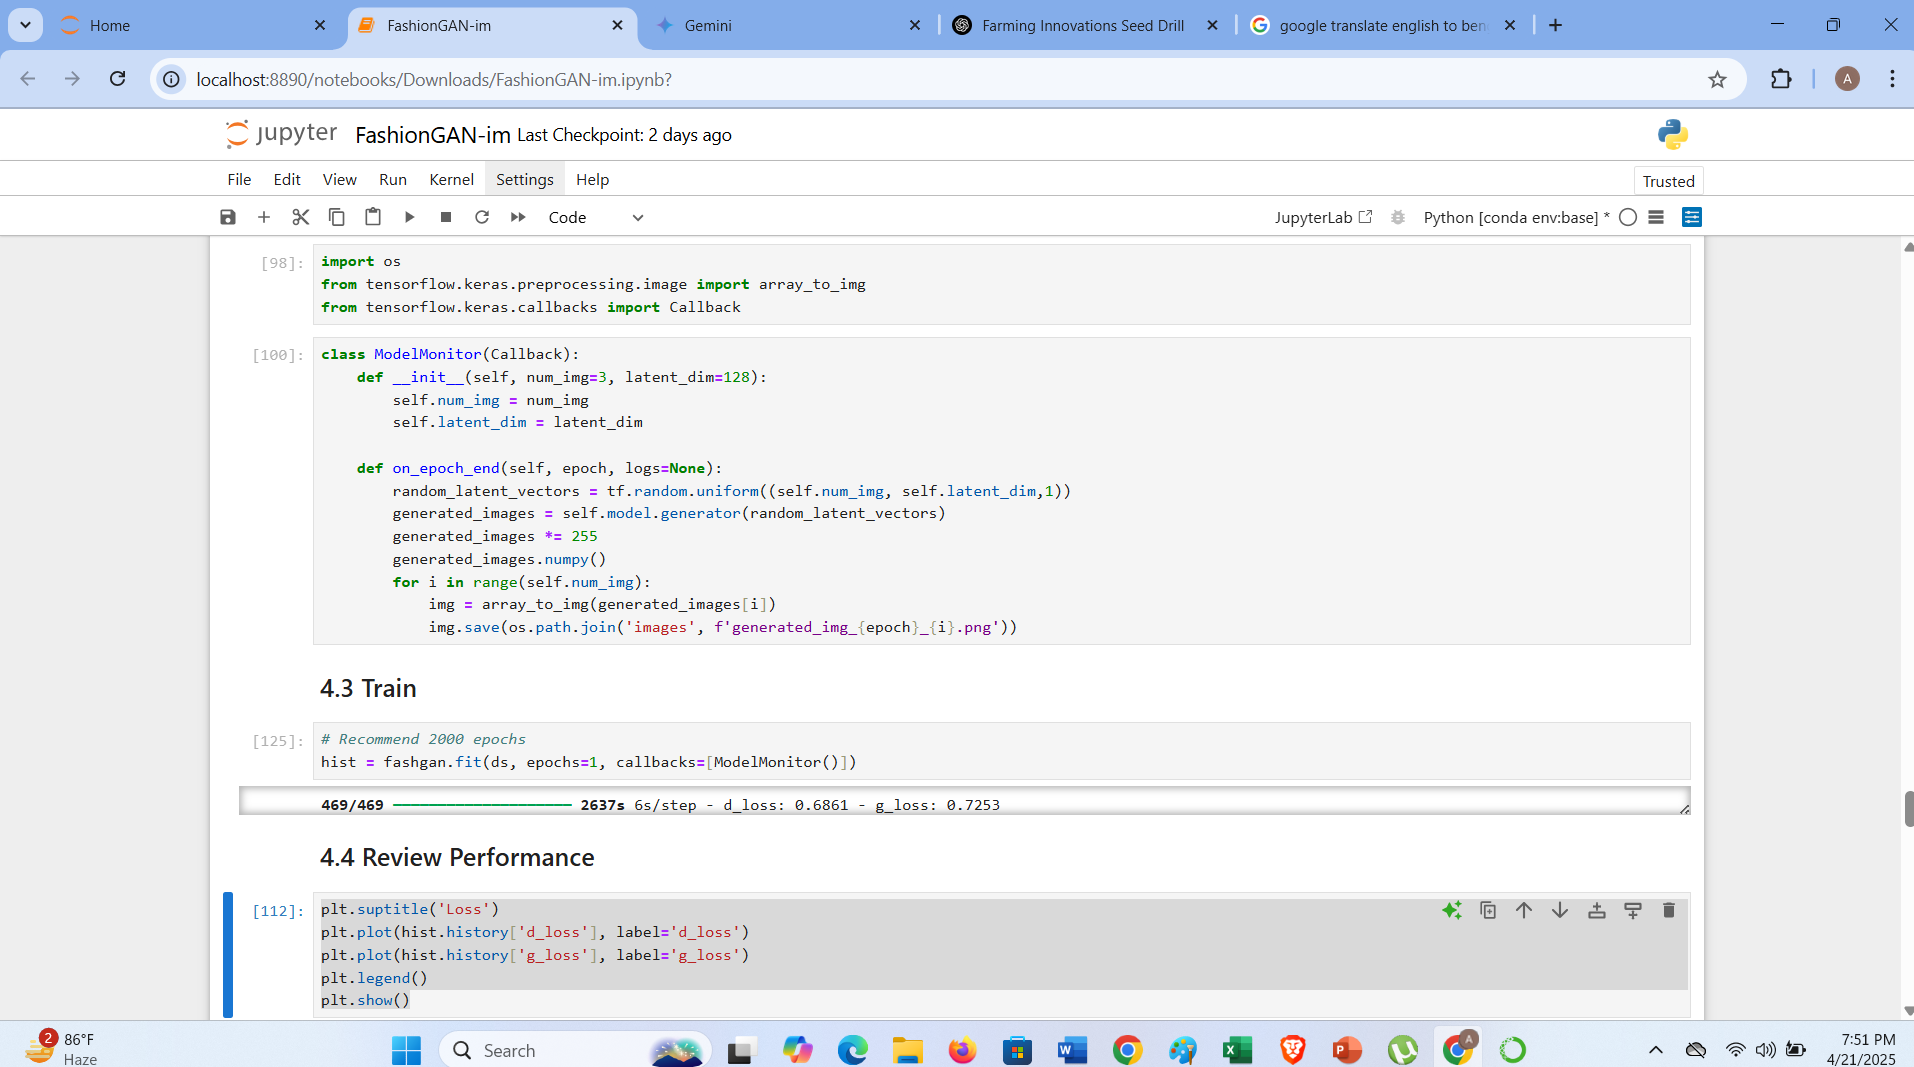 Home
FashionGAN-im
Gemini
Farming Innovations Seed Drill
google translate english to ben
localhost:8890/notebooks/Downloads/FashionGAN-im.ipynb?
A
jupyter FashionGAN-im Last Checkpoint: 2 days ago
File Edit View Run Kernel Settings Help
Trusted
Code
JupyterLab
Python [conda env:base] *
[98]:
import os
from tensorflow.keras.preprocessing.image import array_to_img
from tensorflow.keras.callbacks import Callback
[100]:
class ModelMonitor(Callback):
    def __init__(self, num_img=3, latent_dim=128):
        self.num_img = num_img
        self.latent_dim = latent_dim
    def on_epoch_end(self, epoch, logs=None):
        random_latent_vectors = tf.random.uniform((self.num_img, self.latent_dim,1))
        generated_images = self.model.generator(random_latent_vectors)
        generated_images *= 255
        generated_images.numpy()
        for i in range(self.num_img):
            img = array_to_img(generated_images[i])
            img.save(os.path.join('images', f'generated_img_{epoch}_{i}.png'))
4.3 Train
[125]:
# Recommend 2000 epochs
hist = fashgan.fit(ds, epochs=1, callbacks=[ModelMonitor()])
469/469 ━━━━━━━━━━━━━━━━━━━━ 2637s 6s/step - d_loss: 0.6861 - g_loss: 0.7253
4.4 Review Performance
[112]:
plt.suptitle('Loss')
plt.plot(hist.history['d_loss'], label='d_loss')
plt.plot(hist.history['g_loss'], label='g_loss')
plt.legend()
plt.show()
2
86°F
Haze
Search
A
7:51 PM
4/21/2025